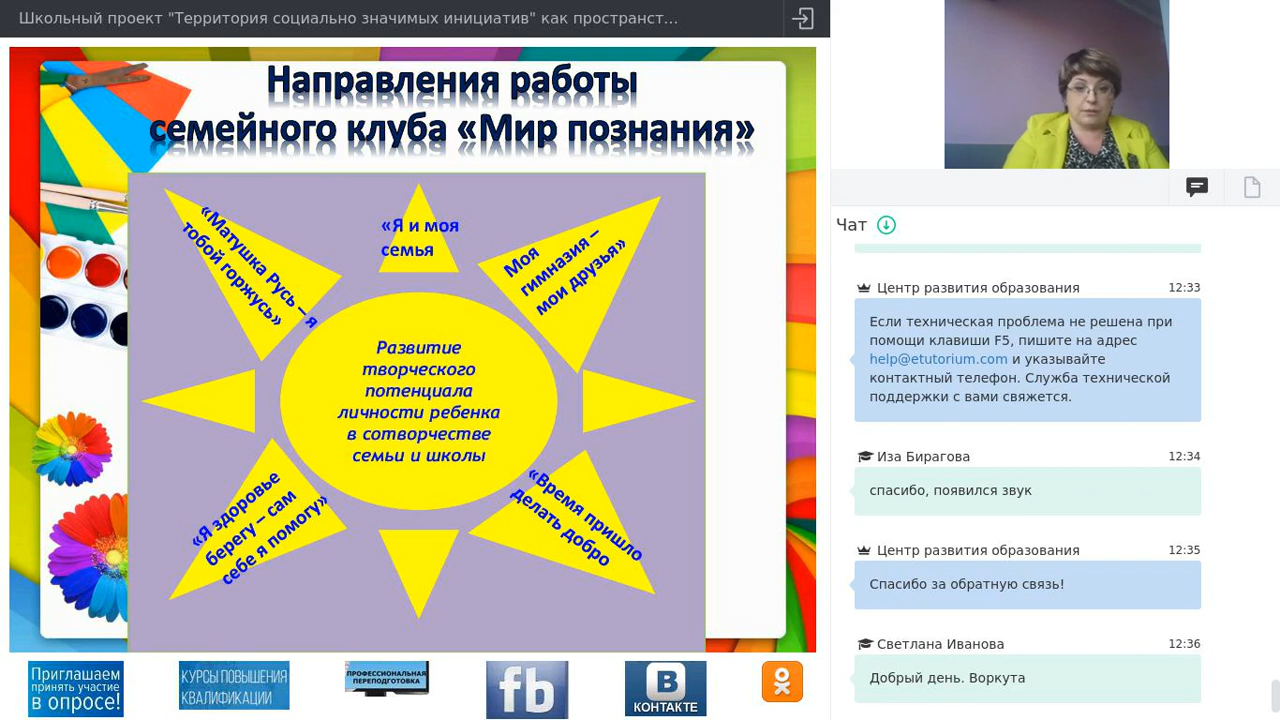 Школьный проект "Территория социально значимых инициатив" как пространст...
Направления работы
семейного клуба «Мир познания»
«Матушка Русь – я
тобой горжусь»
«Я и моя
семья
Моя
гимназия –
мои друзья»
Развитие
творческого
потенциала
личности ребенка
в сотворчестве
семьи и школы
«Я здоровье
берегу – сам
себе я помогу»
«Время пришло
делать добро
Приглашаем
принять участие
в опросе!
КУРСЫ ПОВЫШЕНИЯ
КВАЛИФИКАЦИИ
ПРОФЕССИОНАЛЬНАЯ
ПЕРЕПОДГОТОВКА
fb
В
КОНТАКТЕ
Чат
Центр развития образования 12:33
Если техническая проблема не решена при
помощи клавиши F5, пишите на адрес
help@etutorium.com и указывайте
контактный телефон. Служба технической
поддержки с вами свяжется.
Иза Бирагова 12:34
спасибо, появился звук
Центр развития образования 12:35
Спасибо за обратную связь!
Светлана Иванова 12:36
Добрый день. Воркута